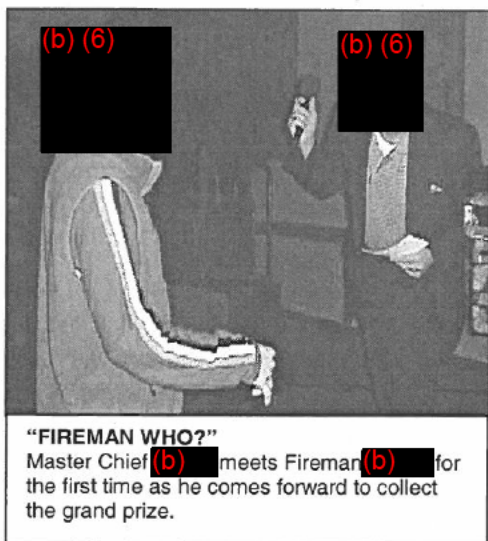 (b) (6)
(b) (6)
“FIREMAN WHO?”
Master Chief (b) meets Fireman (b) for
the first time as he comes forward to collect
the grand prize.